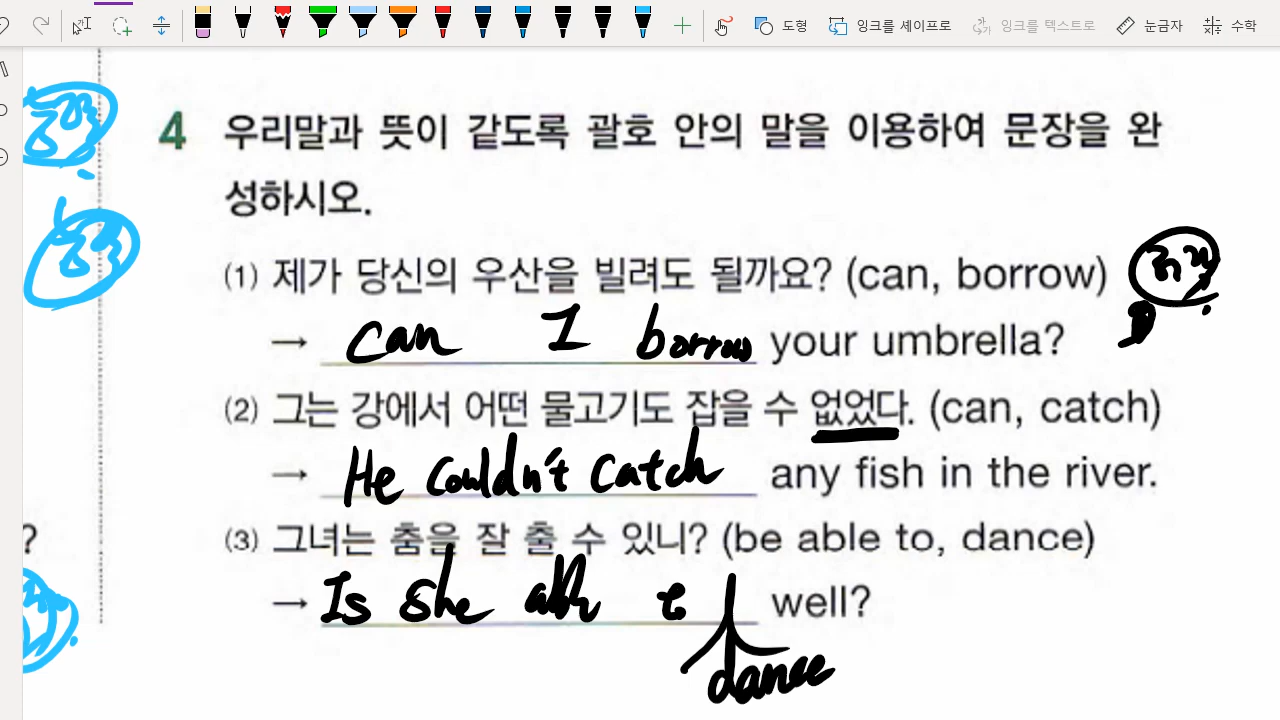 도형 잉크를 셰이프로 잉크를 텍스트로 눈금자 수학
4 우리말과 뜻이 같도록 괄호 안의 말을 이용하여 문장을 완
성하시오.
(1) 제가 당신의 우산을 빌려도 될까요? (can, borrow)
→ can I borrow your umbrella?
(2) 그는 강에서 어떤 물고기도 잡을 수 없었다. (can, catch)
→ He couldn't catch any fish in the river.
?
(3) 그녀는 춤을 잘 출 수 있니? (be able to, dance)
→ Is she able to well?
dance